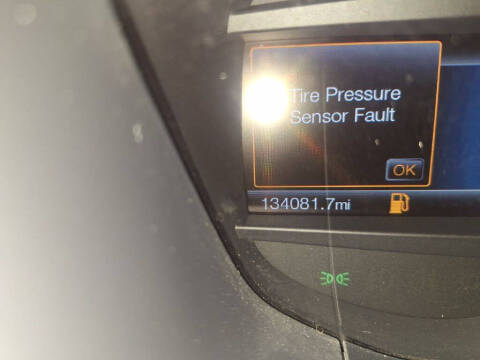 Tire Pressure
Sensor Fault
OK
134081.7mi